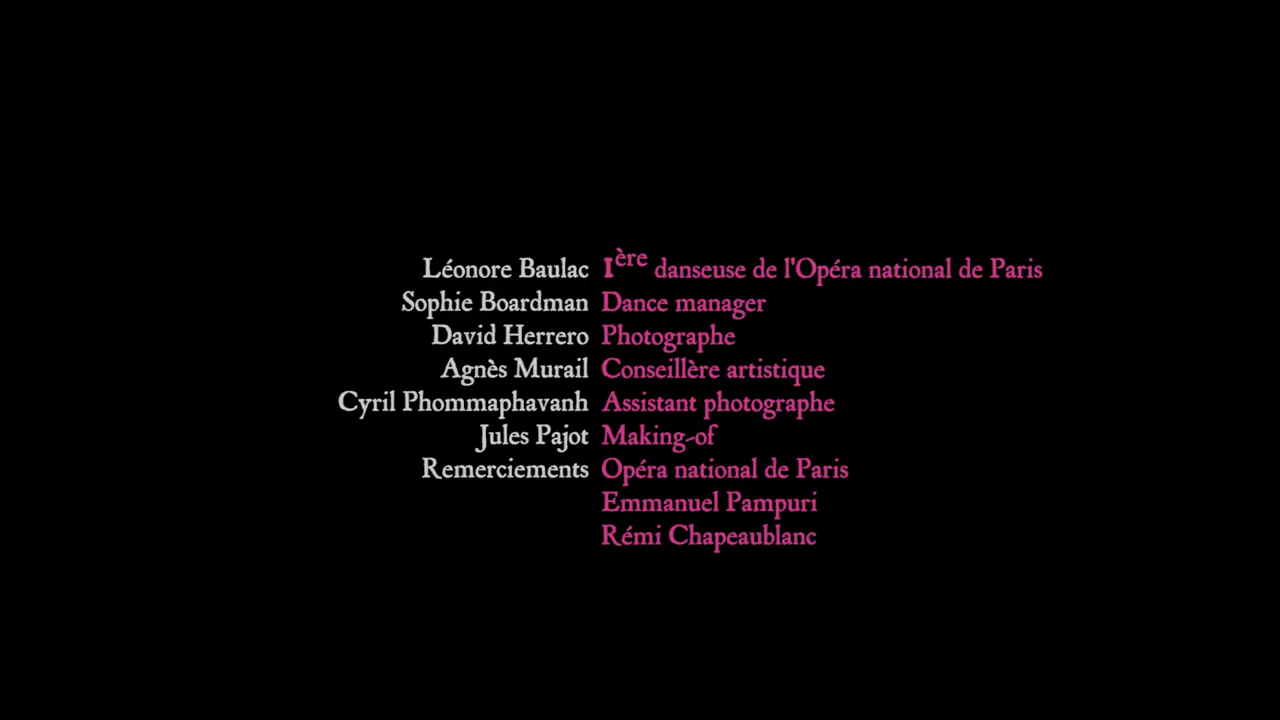 Léonore Baulac 1ère danseuse de l'Opéra national de Paris
Sophie Boardman Dance manager
David Herrero Photographe
Agnès Murail Conseillère artistique
Cyril Phommaphavanh Assistant photographe
Jules Pajot Making-of
Remerciements Opéra national de Paris
Emmanuel Pampuri
Rémi Chapeaublanc